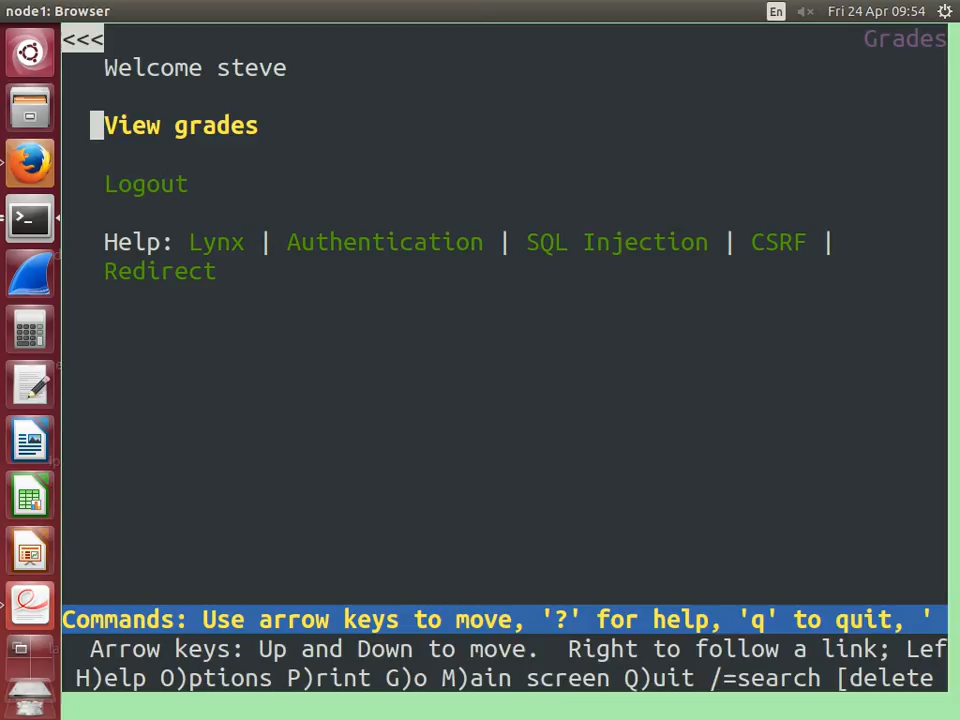 node1: Browser
En
Fri 24 Apr 09:54
<<<
Grades
Welcome steve
View grades
Logout
Help: Lynx | Authentication | SQL Injection | CSRF |
Redirect
Commands: Use arrow keys to move, '?' for help, 'q' to quit, '
Arrow keys: Up and Down to move.  Right to follow a link; Lef
H)elp O)ptions P)rint G)o M)ain screen Q)uit /=search [delete